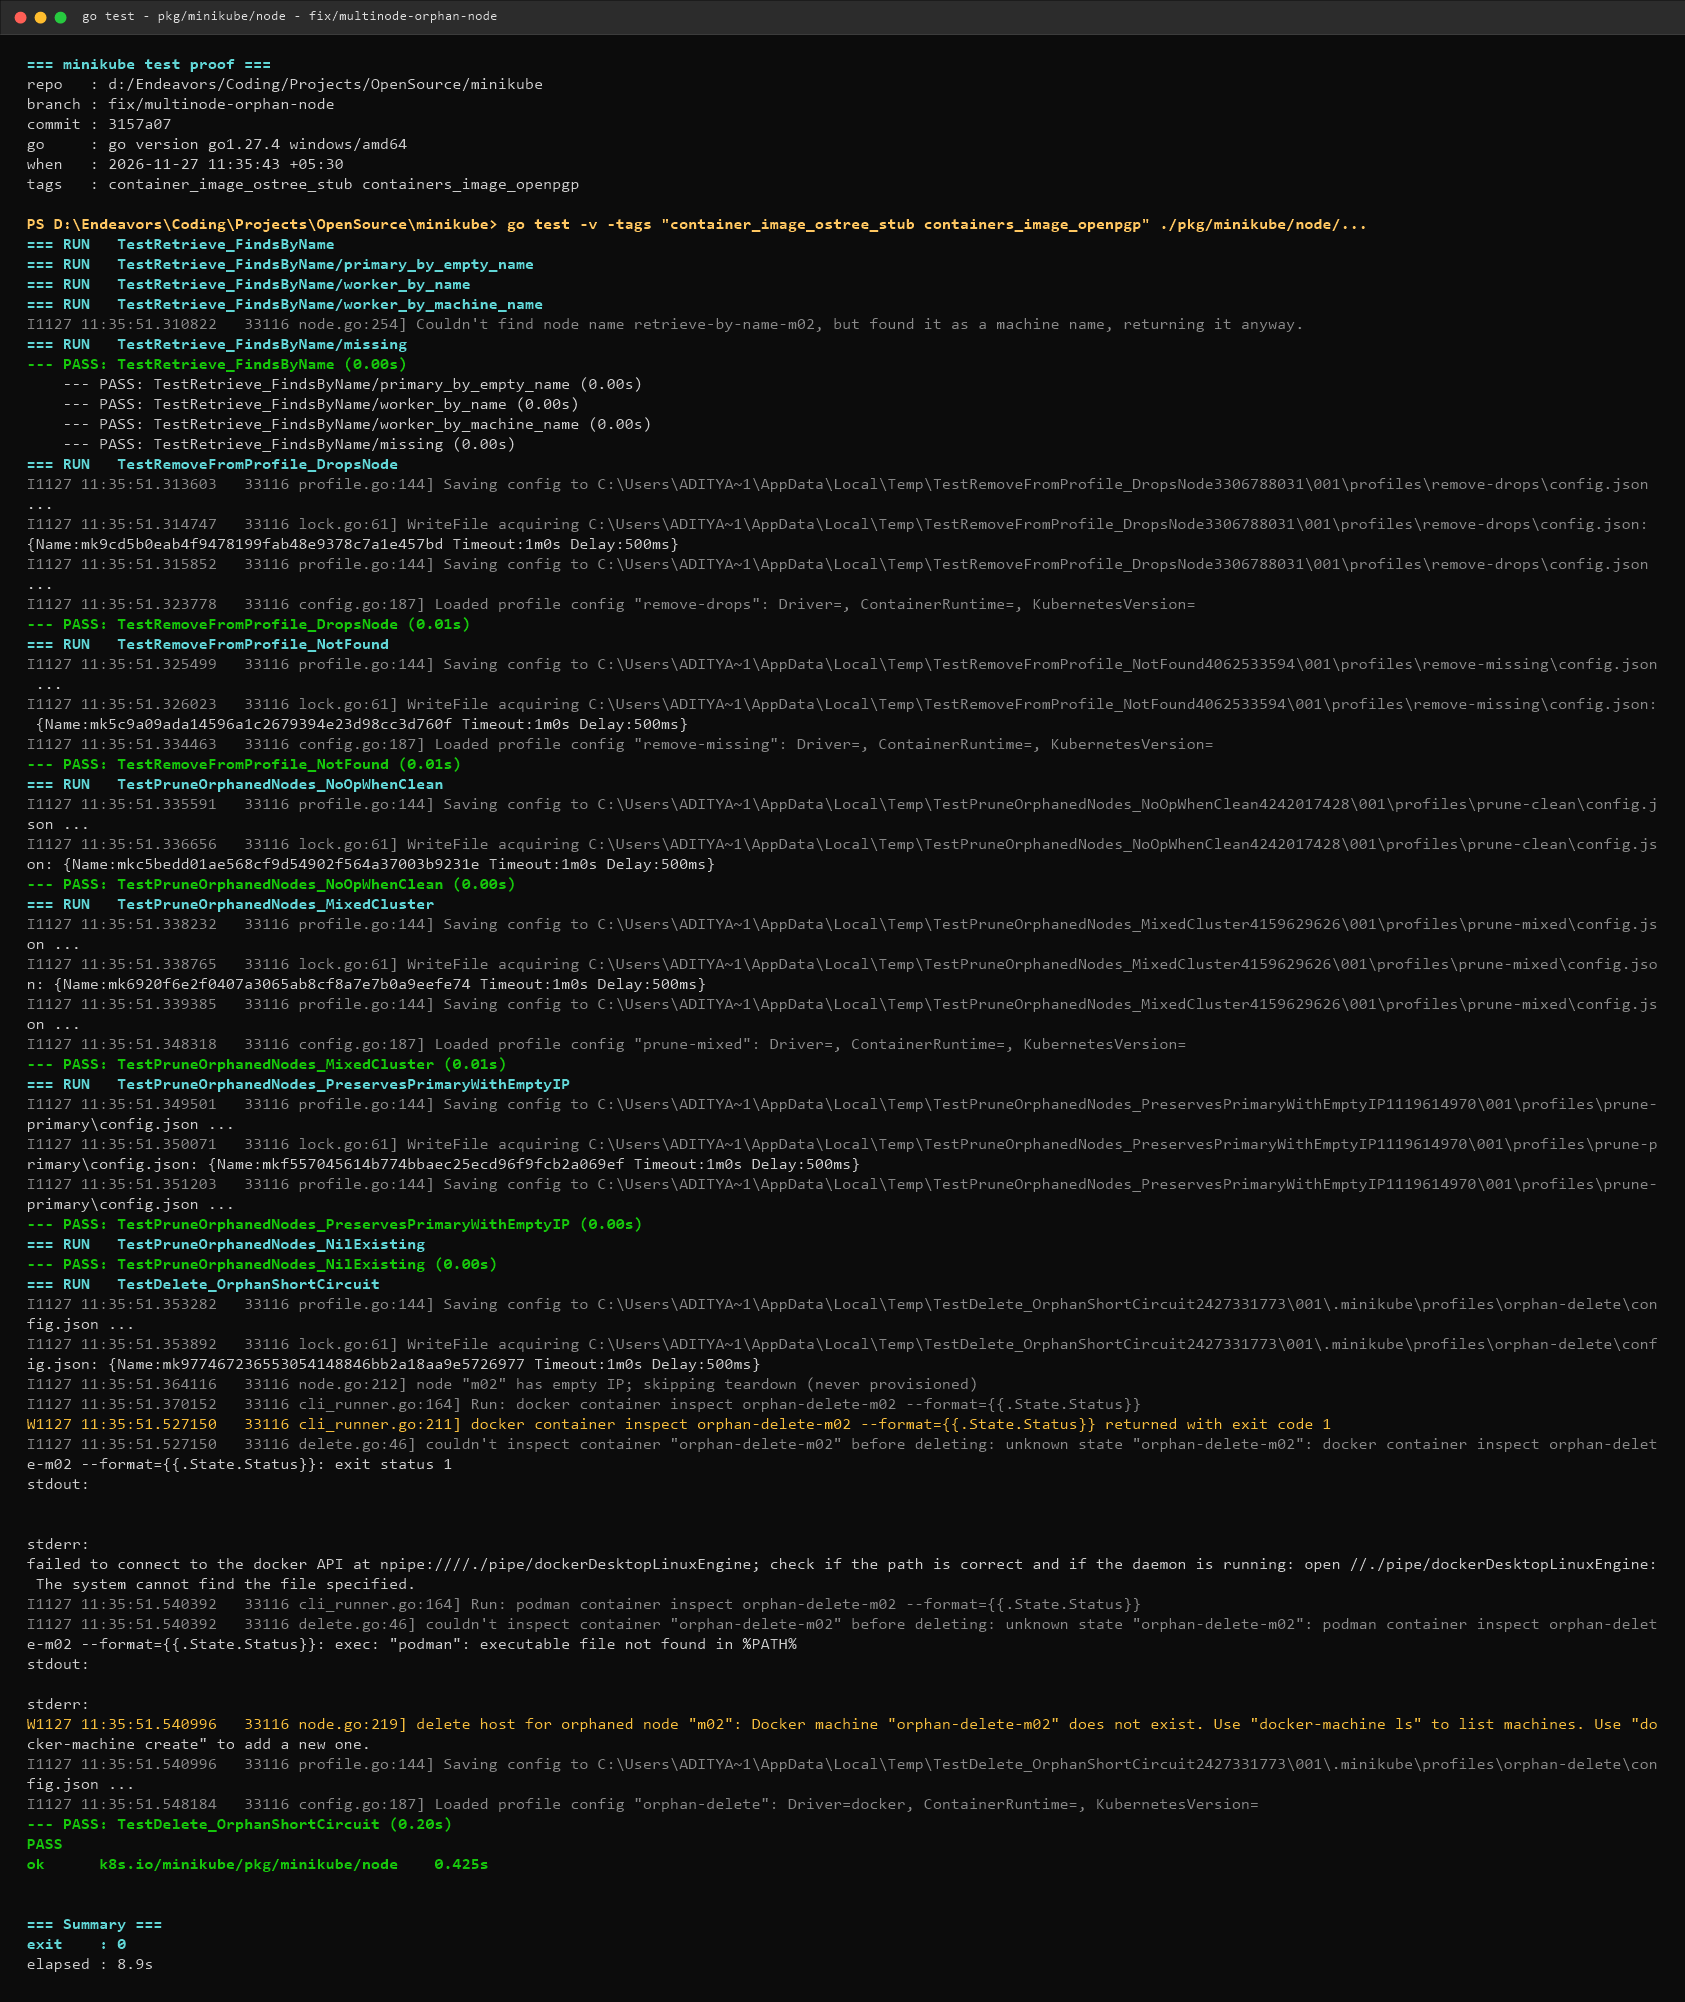 go test - pkg/minikube/node - fix/multinode-orphan-node
=== minikube test proof ===
repo   : d:/Endeavors/Coding/Projects/OpenSource/minikube
branch : fix/multinode-orphan-node
commit : 3157a07
go     : go version go1.27.4 windows/amd64
when   : 2026-11-27 11:35:43 +05:30
tags   : container_image_ostree_stub containers_image_openpgp
PS D:\Endeavors\Coding\Projects\OpenSource\minikube> go test -v -tags "container_image_ostree_stub containers_image_openpgp" ./pkg/minikube/node/...
=== RUN   TestRetrieve_FindsByName
=== RUN   TestRetrieve_FindsByName/primary_by_empty_name
=== RUN   TestRetrieve_FindsByName/worker_by_name
=== RUN   TestRetrieve_FindsByName/worker_by_machine_name
I1127 11:35:51.310822   33116 node.go:254] Couldn't find node name retrieve-by-name-m02, but found it as a machine name, returning it anyway.
=== RUN   TestRetrieve_FindsByName/missing
--- PASS: TestRetrieve_FindsByName (0.00s)
    --- PASS: TestRetrieve_FindsByName/primary_by_empty_name (0.00s)
    --- PASS: TestRetrieve_FindsByName/worker_by_name (0.00s)
    --- PASS: TestRetrieve_FindsByName/worker_by_machine_name (0.00s)
    --- PASS: TestRetrieve_FindsByName/missing (0.00s)
=== RUN   TestRemoveFromProfile_DropsNode
I1127 11:35:51.313603   33116 profile.go:144] Saving config to C:\Users\ADITYA~1\AppData\Local\Temp\TestRemoveFromProfile_DropsNode3306788031\001\profiles\remove-drops\config.json
...
I1127 11:35:51.314747   33116 lock.go:61] WriteFile acquiring C:\Users\ADITYA~1\AppData\Local\Temp\TestRemoveFromProfile_DropsNode3306788031\001\profiles\remove-drops\config.json:
{Name:mk9cd5b0eab4f9478199fab48e9378c7a1e457bd Timeout:1m0s Delay:500ms}
I1127 11:35:51.315852   33116 profile.go:144] Saving config to C:\Users\ADITYA~1\AppData\Local\Temp\TestRemoveFromProfile_DropsNode3306788031\001\profiles\remove-drops\config.json
...
I1127 11:35:51.323778   33116 config.go:187] Loaded profile config "remove-drops": Driver=, ContainerRuntime=, KubernetesVersion=
--- PASS: TestRemoveFromProfile_DropsNode (0.01s)
=== RUN   TestRemoveFromProfile_NotFound
I1127 11:35:51.325499   33116 profile.go:144] Saving config to C:\Users\ADITYA~1\AppData\Local\Temp\TestRemoveFromProfile_NotFound4062533594\001\profiles\remove-missing\config.json
 ...
I1127 11:35:51.326023   33116 lock.go:61] WriteFile acquiring C:\Users\ADITYA~1\AppData\Local\Temp\TestRemoveFromProfile_NotFound4062533594\001\profiles\remove-missing\config.json:
 {Name:mk5c9a09ada14596a1c2679394e23d98cc3d760f Timeout:1m0s Delay:500ms}
I1127 11:35:51.334463   33116 config.go:187] Loaded profile config "remove-missing": Driver=, ContainerRuntime=, KubernetesVersion=
--- PASS: TestRemoveFromProfile_NotFound (0.01s)
=== RUN   TestPruneOrphanedNodes_NoOpWhenClean
I1127 11:35:51.335591   33116 profile.go:144] Saving config to C:\Users\ADITYA~1\AppData\Local\Temp\TestPruneOrphanedNodes_NoOpWhenClean4242017428\001\profiles\prune-clean\config.j
son ...
I1127 11:35:51.336656   33116 lock.go:61] WriteFile acquiring C:\Users\ADITYA~1\AppData\Local\Temp\TestPruneOrphanedNodes_NoOpWhenClean4242017428\001\profiles\prune-clean\config.js
on: {Name:mkc5bedd01ae568cf9d54902f564a37003b9231e Timeout:1m0s Delay:500ms}
--- PASS: TestPruneOrphanedNodes_NoOpWhenClean (0.00s)
=== RUN   TestPruneOrphanedNodes_MixedCluster
I1127 11:35:51.338232   33116 profile.go:144] Saving config to C:\Users\ADITYA~1\AppData\Local\Temp\TestPruneOrphanedNodes_MixedCluster4159629626\001\profiles\prune-mixed\config.js
on ...
I1127 11:35:51.338765   33116 lock.go:61] WriteFile acquiring C:\Users\ADITYA~1\AppData\Local\Temp\TestPruneOrphanedNodes_MixedCluster4159629626\001\profiles\prune-mixed\config.jso
n: {Name:mk6920f6e2f0407a3065ab8cf8a7e7b0a9eefe74 Timeout:1m0s Delay:500ms}
I1127 11:35:51.339385   33116 profile.go:144] Saving config to C:\Users\ADITYA~1\AppData\Local\Temp\TestPruneOrphanedNodes_MixedCluster4159629626\001\profiles\prune-mixed\config.js
on ...
I1127 11:35:51.348318   33116 config.go:187] Loaded profile config "prune-mixed": Driver=, ContainerRuntime=, KubernetesVersion=
--- PASS: TestPruneOrphanedNodes_MixedCluster (0.01s)
=== RUN   TestPruneOrphanedNodes_PreservesPrimaryWithEmptyIP
I1127 11:35:51.349501   33116 profile.go:144] Saving config to C:\Users\ADITYA~1\AppData\Local\Temp\TestPruneOrphanedNodes_PreservesPrimaryWithEmptyIP1119614970\001\profiles\prune-
primary\config.json ...
I1127 11:35:51.350071   33116 lock.go:61] WriteFile acquiring C:\Users\ADITYA~1\AppData\Local\Temp\TestPruneOrphanedNodes_PreservesPrimaryWithEmptyIP1119614970\001\profiles\prune-p
rimary\config.json: {Name:mkf557045614b774bbaec25ecd96f9fcb2a069ef Timeout:1m0s Delay:500ms}
I1127 11:35:51.351203   33116 profile.go:144] Saving config to C:\Users\ADITYA~1\AppData\Local\Temp\TestPruneOrphanedNodes_PreservesPrimaryWithEmptyIP1119614970\001\profiles\prune-
primary\config.json ...
--- PASS: TestPruneOrphanedNodes_PreservesPrimaryWithEmptyIP (0.00s)
=== RUN   TestPruneOrphanedNodes_NilExisting
--- PASS: TestPruneOrphanedNodes_NilExisting (0.00s)
=== RUN   TestDelete_OrphanShortCircuit
I1127 11:35:51.353282   33116 profile.go:144] Saving config to C:\Users\ADITYA~1\AppData\Local\Temp\TestDelete_OrphanShortCircuit2427331773\001\.minikube\profiles\orphan-delete\con
fig.json ...
I1127 11:35:51.353892   33116 lock.go:61] WriteFile acquiring C:\Users\ADITYA~1\AppData\Local\Temp\TestDelete_OrphanShortCircuit2427331773\001\.minikube\profiles\orphan-delete\conf
ig.json: {Name:mk977467236553054148846bb2a18aa9e5726977 Timeout:1m0s Delay:500ms}
I1127 11:35:51.364116   33116 node.go:212] node "m02" has empty IP; skipping teardown (never provisioned)
I1127 11:35:51.370152   33116 cli_runner.go:164] Run: docker container inspect orphan-delete-m02 --format={{.State.Status}}
W1127 11:35:51.527150   33116 cli_runner.go:211] docker container inspect orphan-delete-m02 --format={{.State.Status}} returned with exit code 1
I1127 11:35:51.527150   33116 delete.go:46] couldn't inspect container "orphan-delete-m02" before deleting: unknown state "orphan-delete-m02": docker container inspect orphan-delet
e-m02 --format={{.State.Status}}: exit status 1
stdout:
stderr:
failed to connect to the docker API at npipe:////./pipe/dockerDesktopLinuxEngine; check if the path is correct and if the daemon is running: open //./pipe/dockerDesktopLinuxEngine:
 The system cannot find the file specified.
I1127 11:35:51.540392   33116 cli_runner.go:164] Run: podman container inspect orphan-delete-m02 --format={{.State.Status}}
I1127 11:35:51.540392   33116 delete.go:46] couldn't inspect container "orphan-delete-m02" before deleting: unknown state "orphan-delete-m02": podman container inspect orphan-delet
e-m02 --format={{.State.Status}}: exec: "podman": executable file not found in %PATH%
stdout:
stderr:
W1127 11:35:51.540996   33116 node.go:219] delete host for orphaned node "m02": Docker machine "orphan-delete-m02" does not exist. Use "docker-machine ls" to list machines. Use "do
cker-machine create" to add a new one.
I1127 11:35:51.540996   33116 profile.go:144] Saving config to C:\Users\ADITYA~1\AppData\Local\Temp\TestDelete_OrphanShortCircuit2427331773\001\.minikube\profiles\orphan-delete\con
fig.json ...
I1127 11:35:51.548184   33116 config.go:187] Loaded profile config "orphan-delete": Driver=docker, ContainerRuntime=, KubernetesVersion=
--- PASS: TestDelete_OrphanShortCircuit (0.20s)
PASS
ok      k8s.io/minikube/pkg/minikube/node    0.425s
=== Summary ===
exit    : 0
elapsed : 8.9s